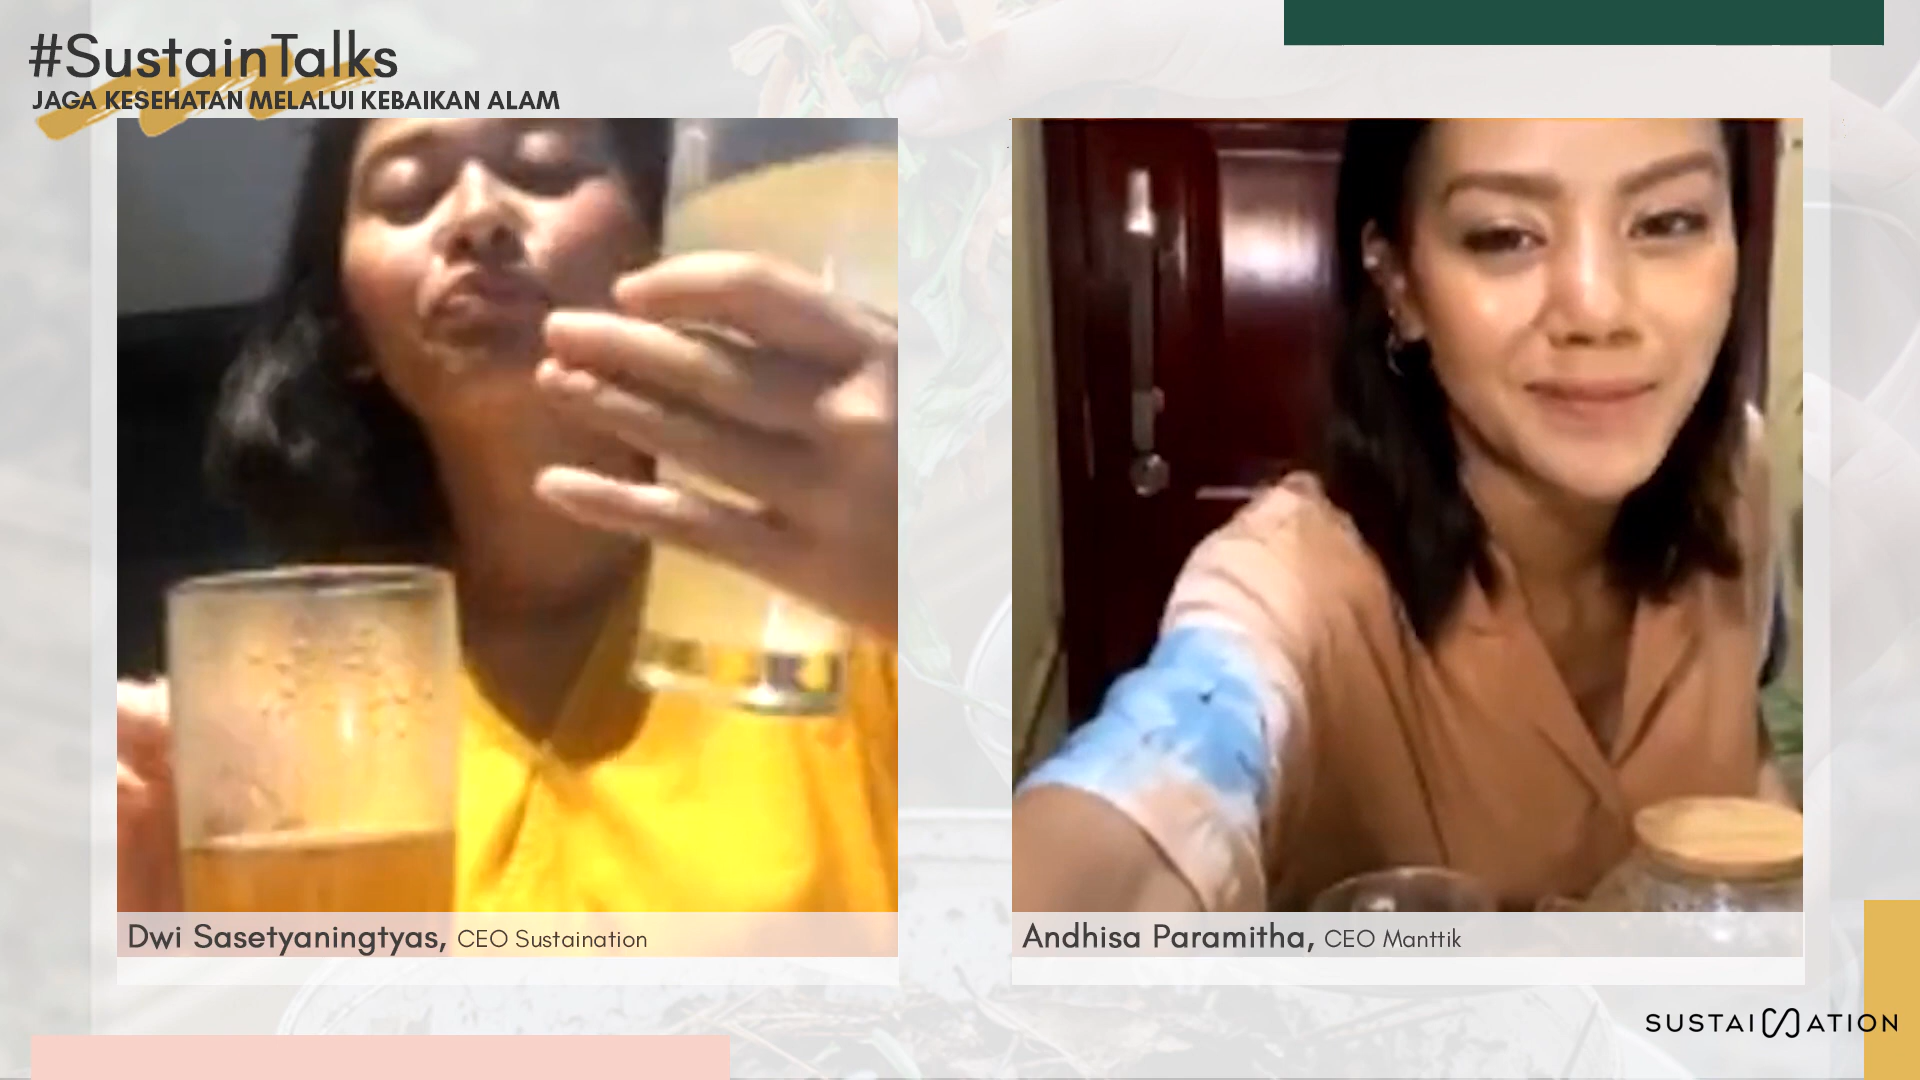 #SustainTalks
JAGA KESEHATAN MELALUI KEBAIKAN ALAM
Dwi Sasetyaningtyas, CEO Sustaination
Andhisa Paramitha, CEO Manttik
SUSTAINATION